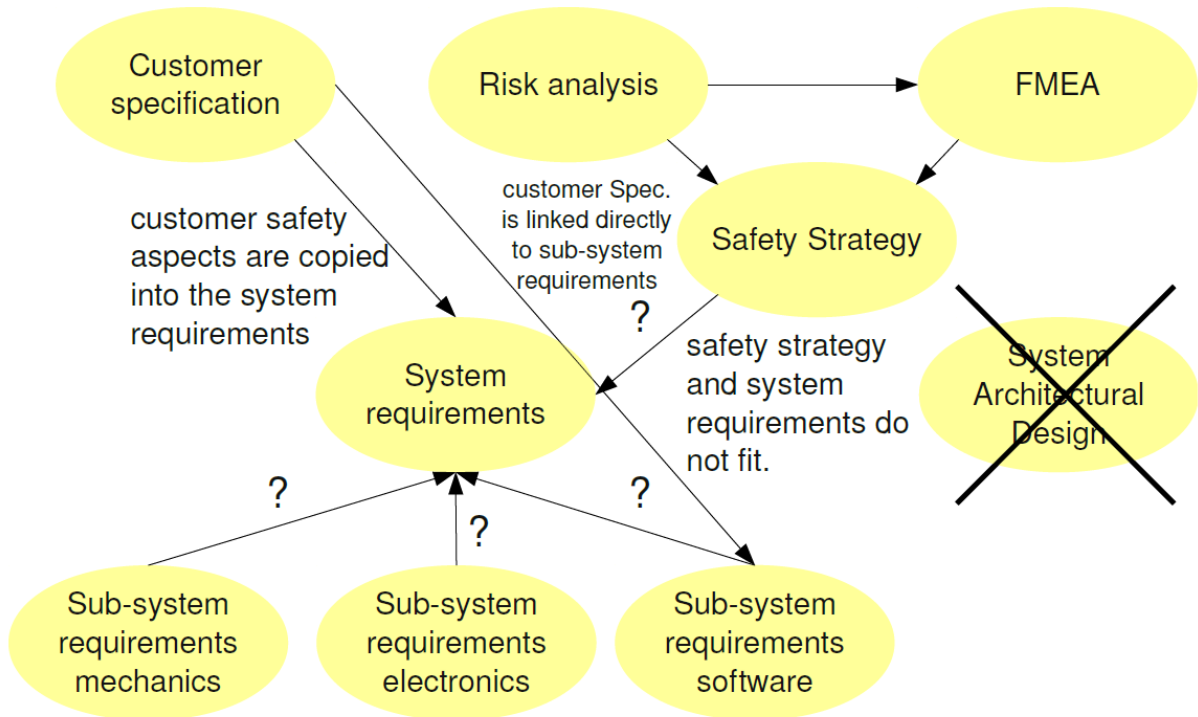 Customer
specification
Risk analysis
FMEA
customer safety
aspects are copied
into the system
requirements
customer Spec.
is linked directly
to sub-system
requirements
Safety Strategy
?
safety strategy
and system
requirements do
not fit.
System
Architectural
Design
System
requirements
?
?
?
Sub-system
requirements
mechanics
Sub-system
requirements
electronics
Sub-system
requirements
software